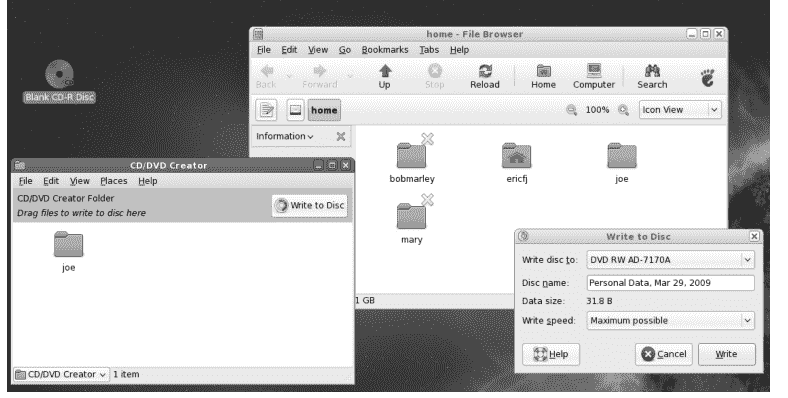 Blank CD-R Disc
home - File Browser
File Edit View Go Bookmarks Tabs Help
Back Forward Up Stop Reload Home Computer Search
home 100% Icon View
Information
bobmarley ericfj joe
mary
1 GB
CD/DVD Creator
File Edit View Places Help
CD/DVD Creator Folder
Drag files to write to disc here
Write to Disc
joe
CD/DVD Creator 1 item
Write to Disc
Write disc to: DVD RW AD-7170A
Disc name: Personal Data, Mar 29, 2009
Data size: 31.8 B
Write speed: Maximum possible
Help Cancel Write